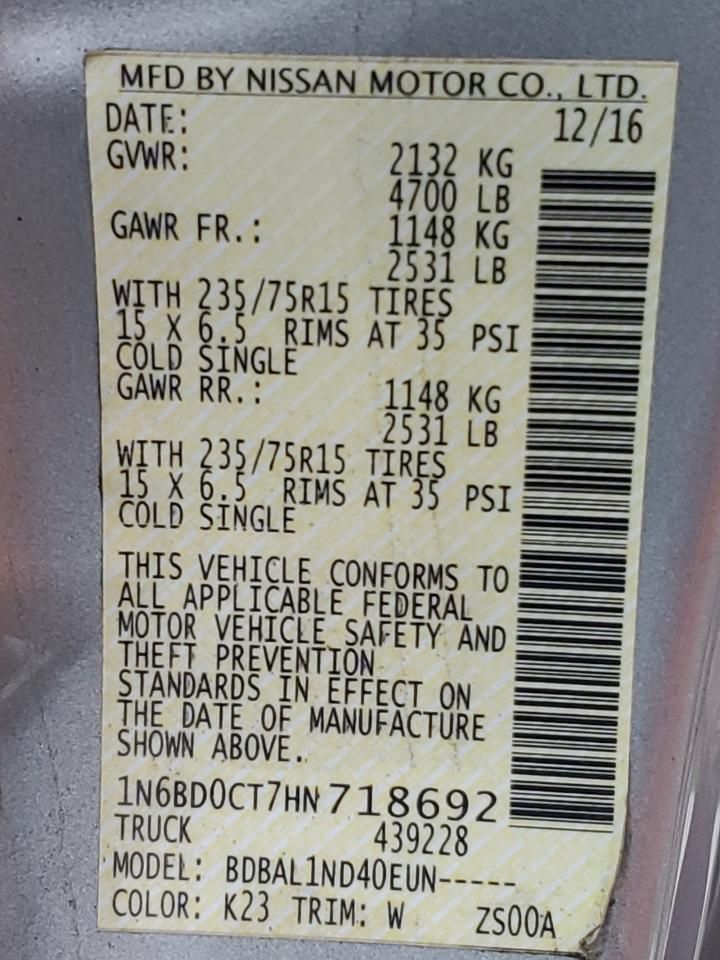 MFD BY NISSAN MOTOR CO., LTD.
DATE: 12/16
GVWR: 2132 KG
4700 LB
GAWR FR.: 1148 KG
2531 LB
WITH 235/75R15 TIRES
15 X 6.5 RIMS AT 35 PSI
COLD SINGLE
GAWR RR.: 1148 KG
2531 LB
WITH 235/75R15 TIRES
15 X 6.5 RIMS AT 35 PSI
COLD SINGLE
THIS VEHICLE CONFORMS TO
ALL APPLICABLE FEDERAL
MOTOR VEHICLE SAFETY AND
THEFT PREVENTION
STANDARDS IN EFFECT ON
THE DATE OF MANUFACTURE
SHOWN ABOVE.
1N6BD0CT7HN718692
TRUCK 439228
MODEL: BDBAL1ND40EUN-----
COLOR: K23 TRIM: W ZS00A